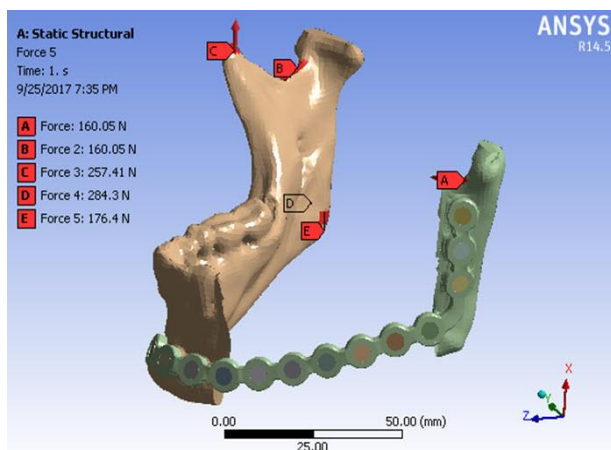 A: Static Structural
Force 5
Time: 1. s
9/25/2017 7:35 PM
A Force: 160.05 N
B Force 2: 160.05 N
C Force 3: 257.41 N
D Force 4: 284.3 N
E Force 5: 176.4 N
ANSYS
R14.5
C
B
A
D
E
0.00
50.00 (mm)
25.00
X
Y
Z